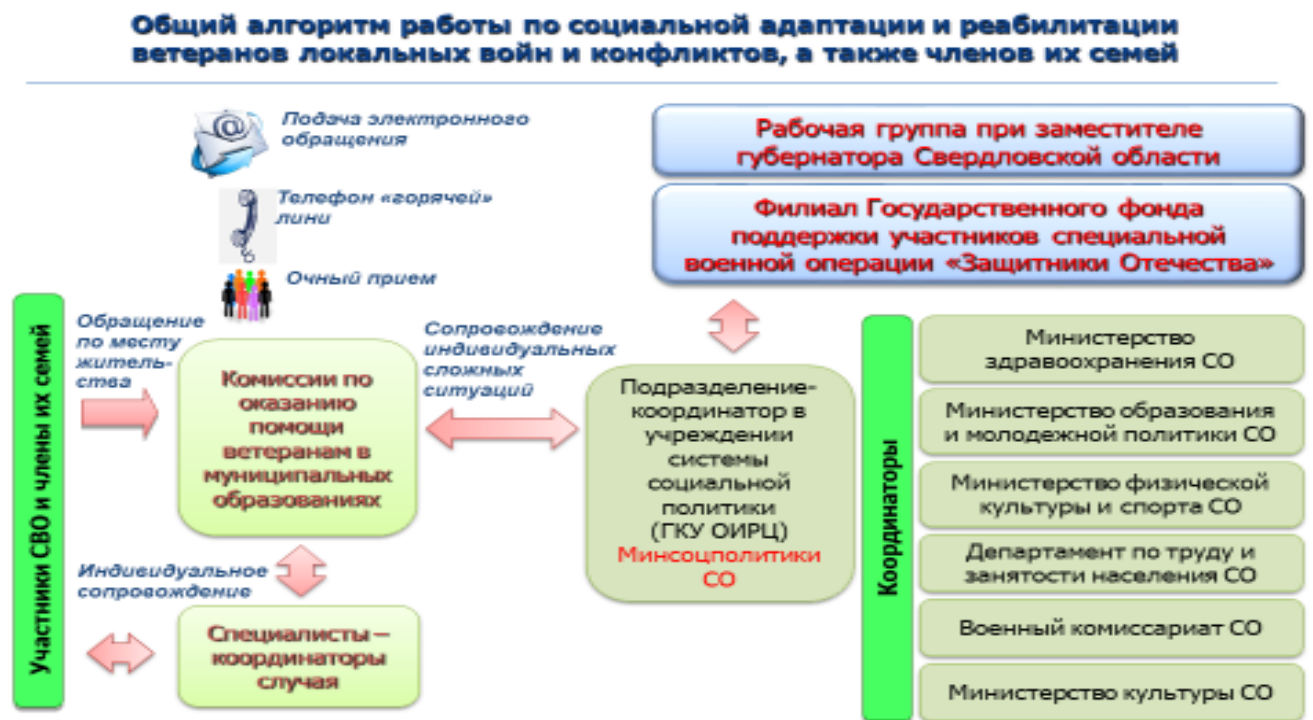 Общий алгоритм работы по социальной адаптации и реабилитации
ветеранов локальных войн и конфликтов, а также членов их семей
Подача электронного
обращения
Телефон «горячей»
лини
Очный прием
Рабочая группа при заместителе
губернатора Свердловской области
Филиал Государственного фонда
поддержки участников специальной
военной операции «Защитники Отечества»
Участники СВО и члены их семей
Обращение
по месту
житель-
ства
Комиссии по
оказанию
помощи
ветеранам в
муниципальных
образованиях
Сопровождение
индивидуальных
сложных
ситуаций
Подразделение-
координатор в
учреждении
системы
социальной
политики
(ГКУ ОИРЦ)
Минсоцполитики
СО
Индивидуальное
сопровождение
Специалисты –
координаторы
случая
Координаторы
Министерство
здравоохранения СО
Министерство образования
и молодежной политики СО
Министерство физической
культуры и спорта СО
Департамент по труду и
занятости населения СО
Военный комиссариат СО
Министерство культуры СО